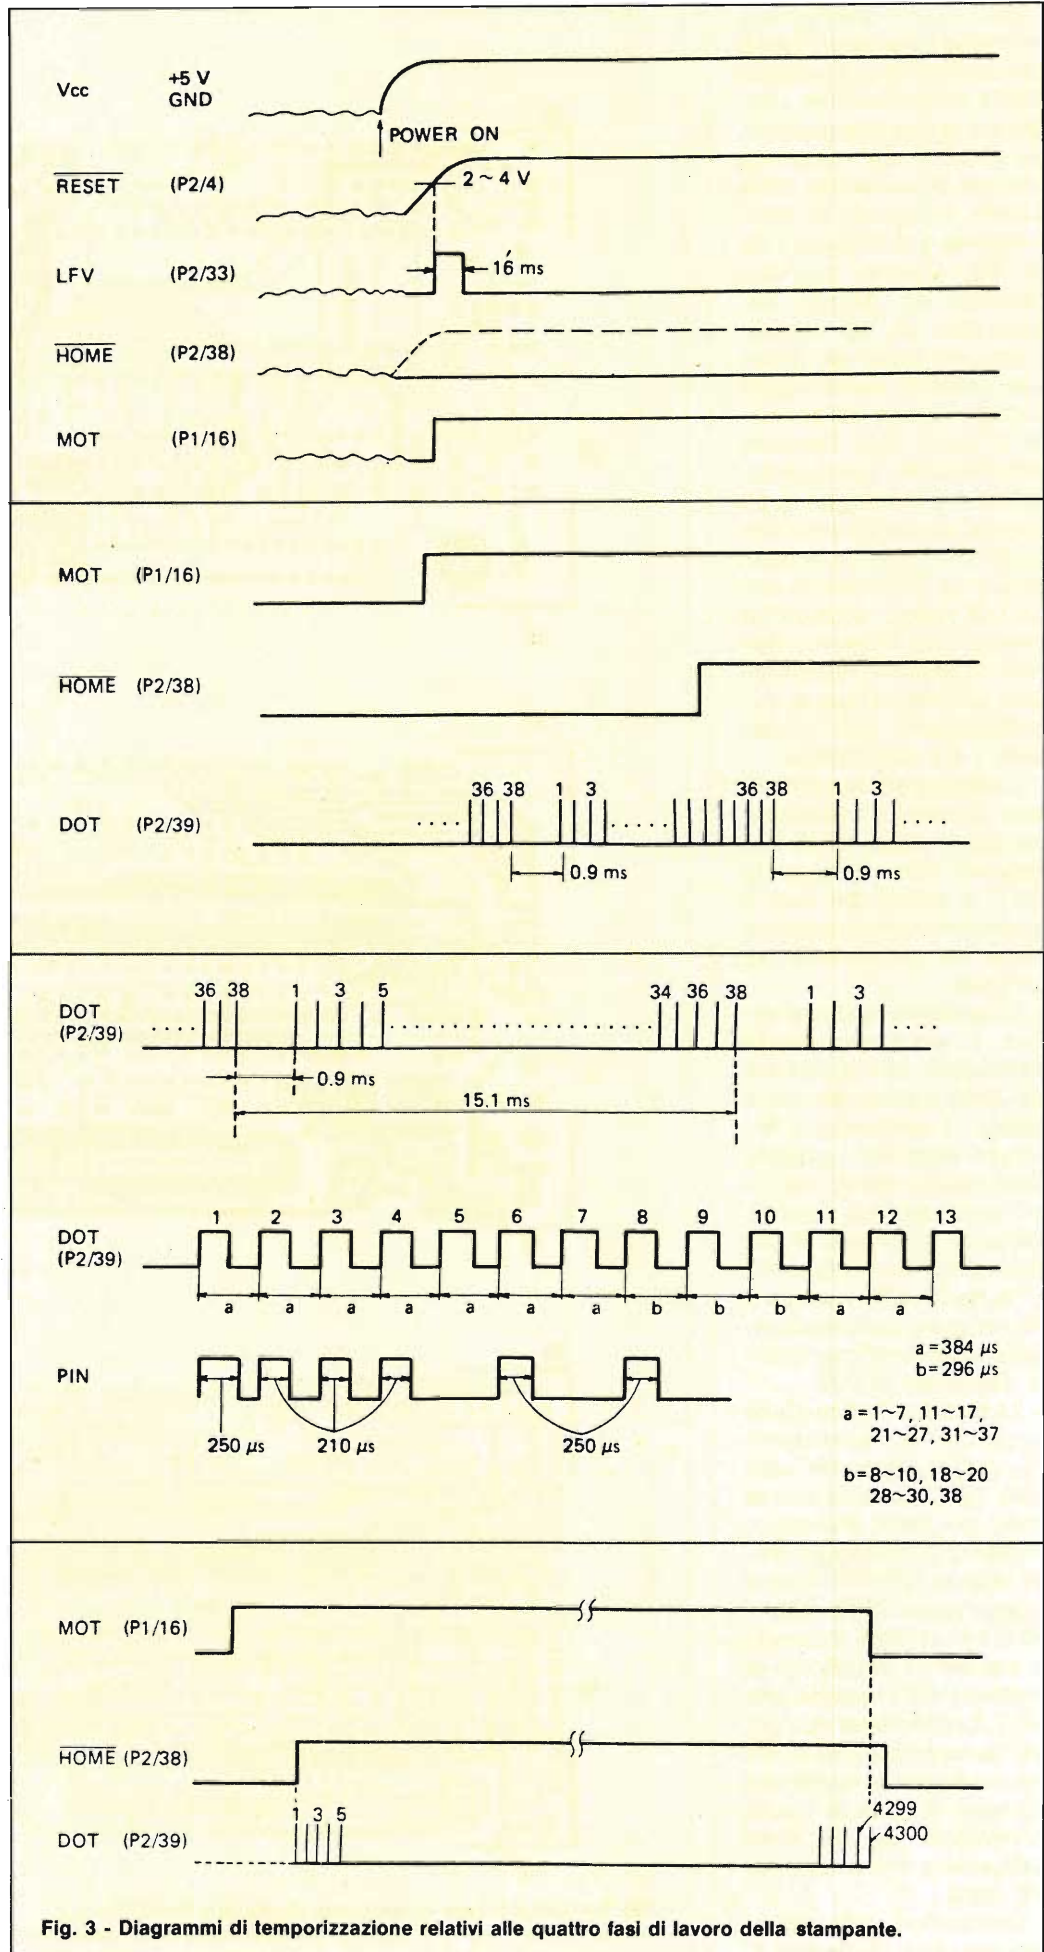 Vcc +5 V
GND
POWER ON
RESET (P2/4) 2 ~ 4 V
LFV (P2/33) 16 ms
HOME (P2/38)
MOT (P1/16)
MOT (P1/16)
HOME (P2/38)
36 38 1 3 36 38 1 3
DOT (P2/39)
0.9 ms 0.9 ms
36 38 1 3 5 34 36 38 1 3
DOT
(P2/39)
0.9 ms
15.1 ms
1 2 3 4 5 6 7 8 9 10 11 12 13
DOT
(P2/39)
a a a a a a a b b b a a
PIN
a = 384 µs
b = 296 µs
250 µs 210 µs 250 µs
a = 1~7, 11~17,
21~27, 31~37
b = 8~10, 18~20
28~30, 38
MOT (P1/16)
HOME (P2/38)
1 3 5 4299
DOT (P2/39) 4300
Fig. 3 - Diagrammi di temporizzazione relativi alle quattro fasi di lavoro della stampante.